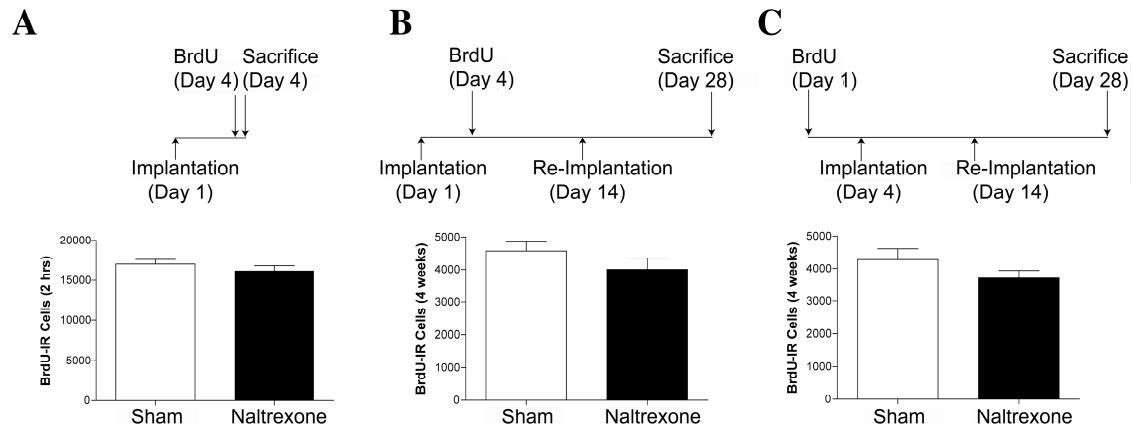 A
BrdU
(Day 4)
Sacrifice
(Day 4)
Implantation
(Day 1)
BrdU-IR Cells (2 hrs)
20000
15000
10000
5000
0
Sham
Naltrexone
B
BrdU
(Day 4)
Sacrifice
(Day 28)
Implantation
(Day 1)
Re-Implantation
(Day 14)
BrdU-IR Cells (4 weeks)
5000
4000
3000
2000
1000
0
Sham
Naltrexone
C
BrdU
(Day 1)
Sacrifice
(Day 28)
Implantation
(Day 4)
Re-Implantation
(Day 14)
BrdU-IR Cells (4 weeks)
5000
4000
3000
2000
1000
0
Sham
Naltrexone